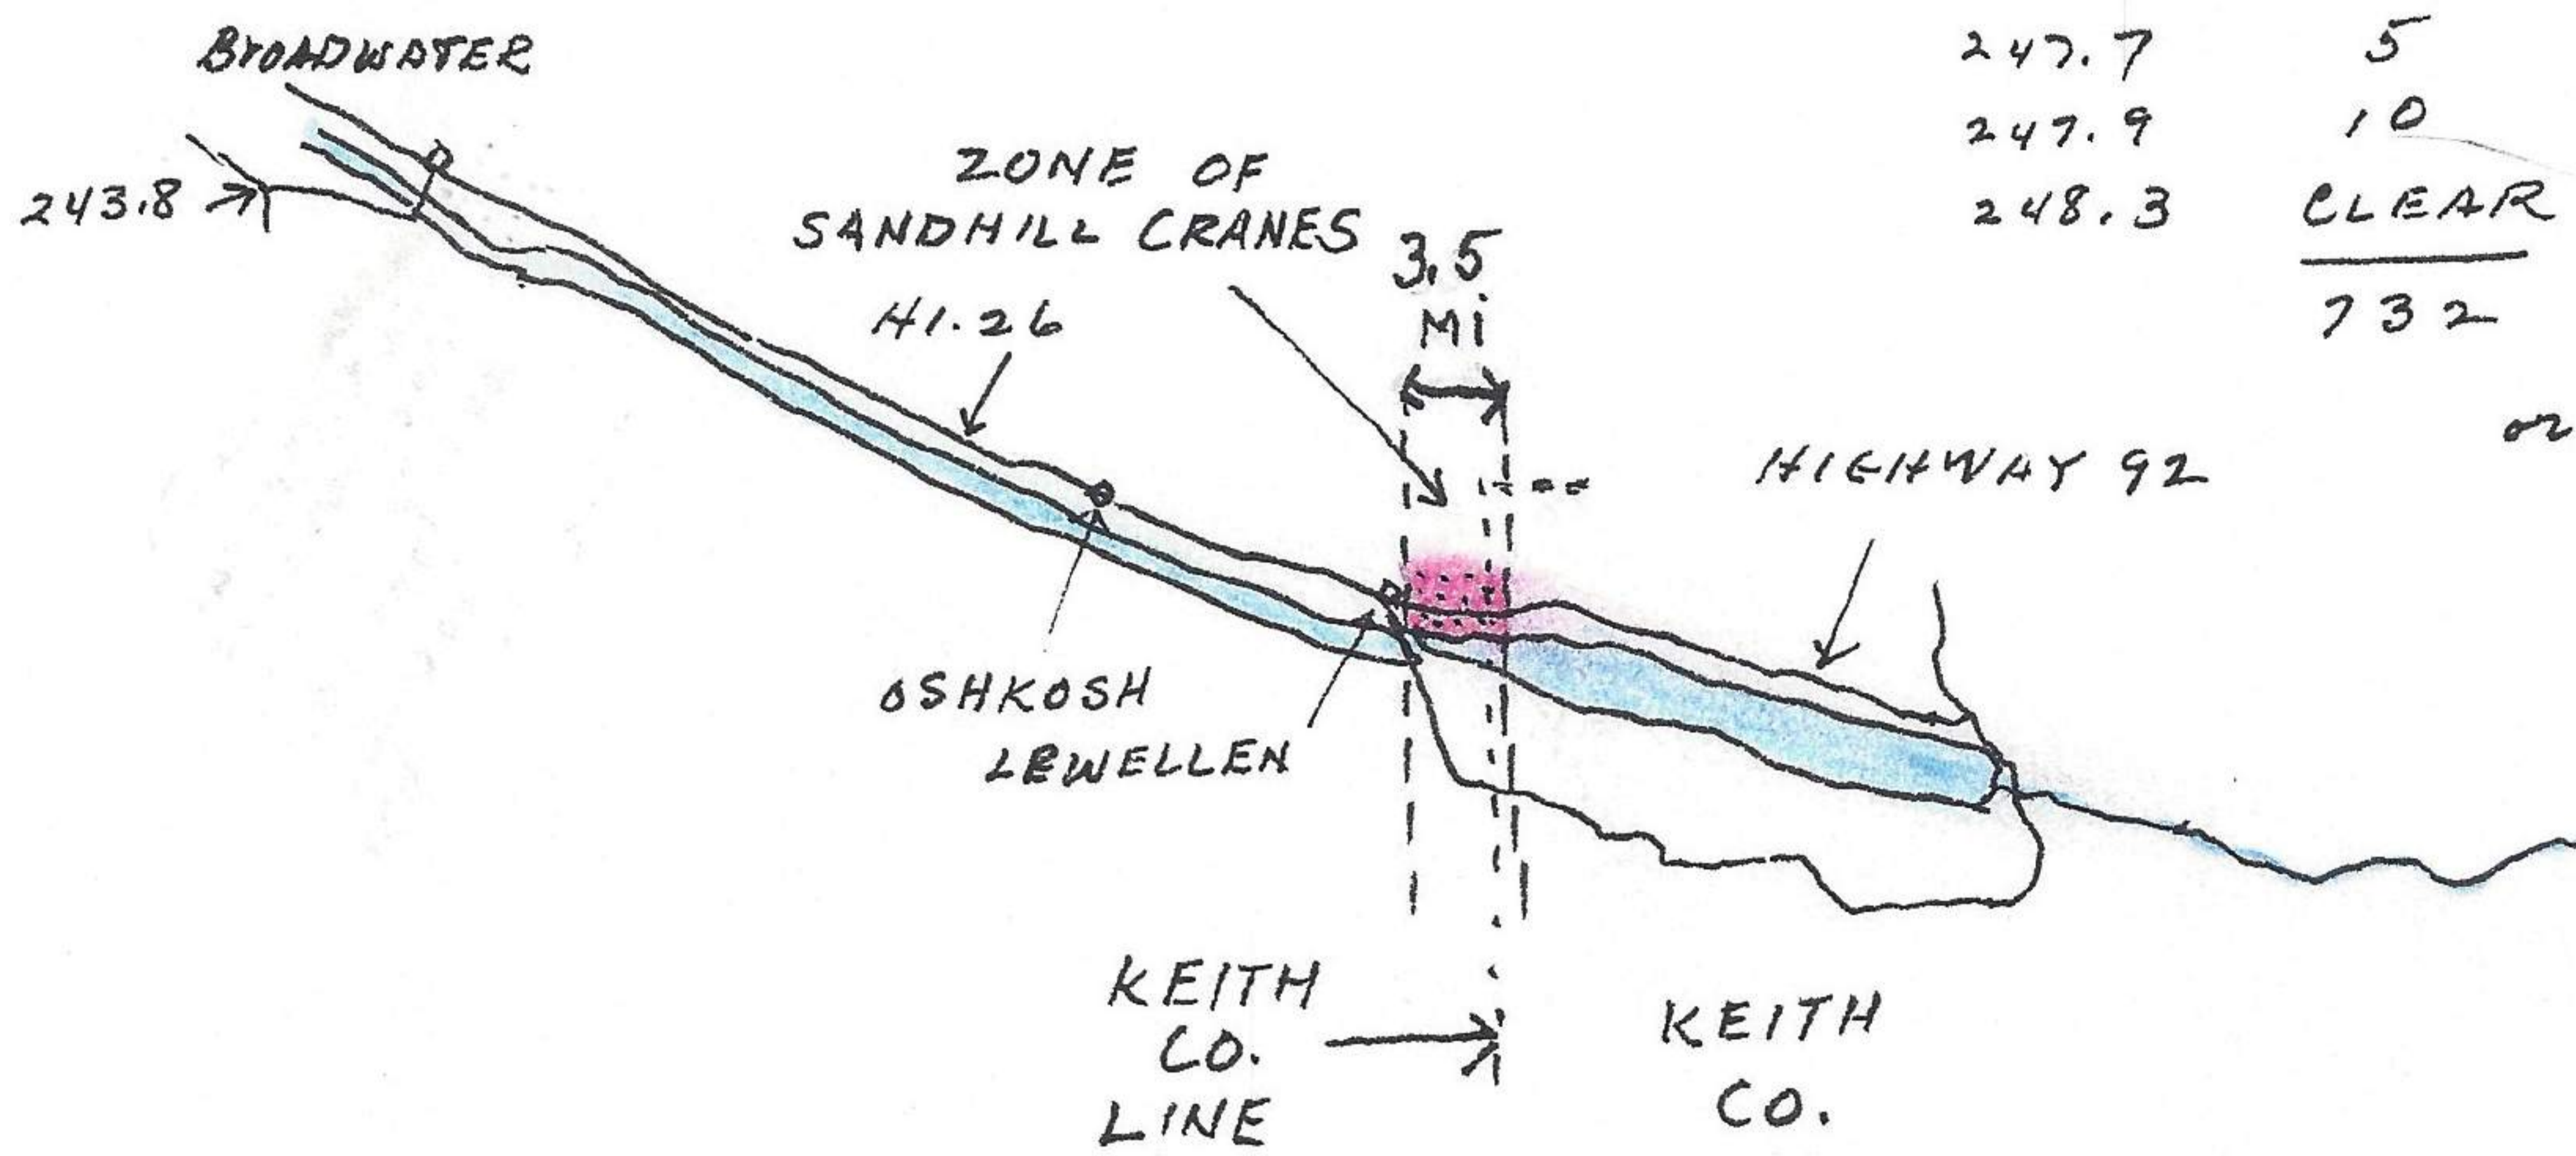 BROADWATER
243.8
ZONE OF
SANDHILL CRANES
HI. 26
3.5
Mi
247.7 5
247.9 10
248.3 CLEAR
732
or
HIGHWAY 92
OSHKOSH
LEWELLEN
KEITH
CO.
LINE
KEITH
CO.